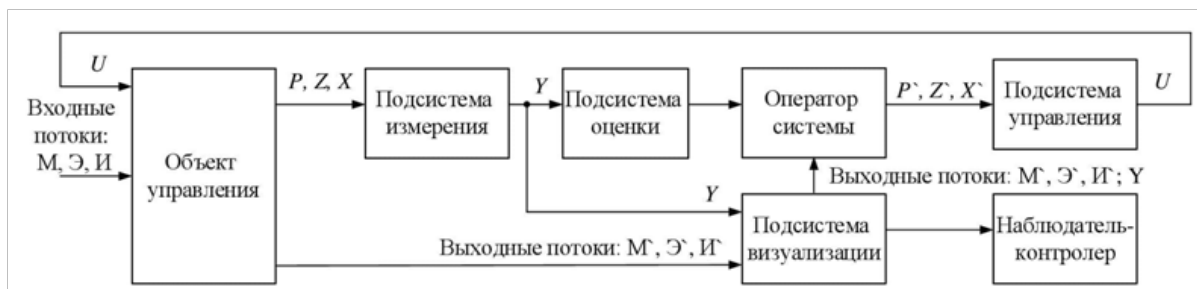 U
Входные
потоки:
М, Э, И
Объект
управления
P, Z, X
Подсистема
измерения
Y
Подсистема
оценки
Оператор
системы
P`, Z`, X`
Подсистема
управления
U
Выходные потоки: М`, Э`, И`; Y
Y
Выходные потоки: М`, Э`, И`
Подсистема
визуализации
Наблюдатель-
контролер